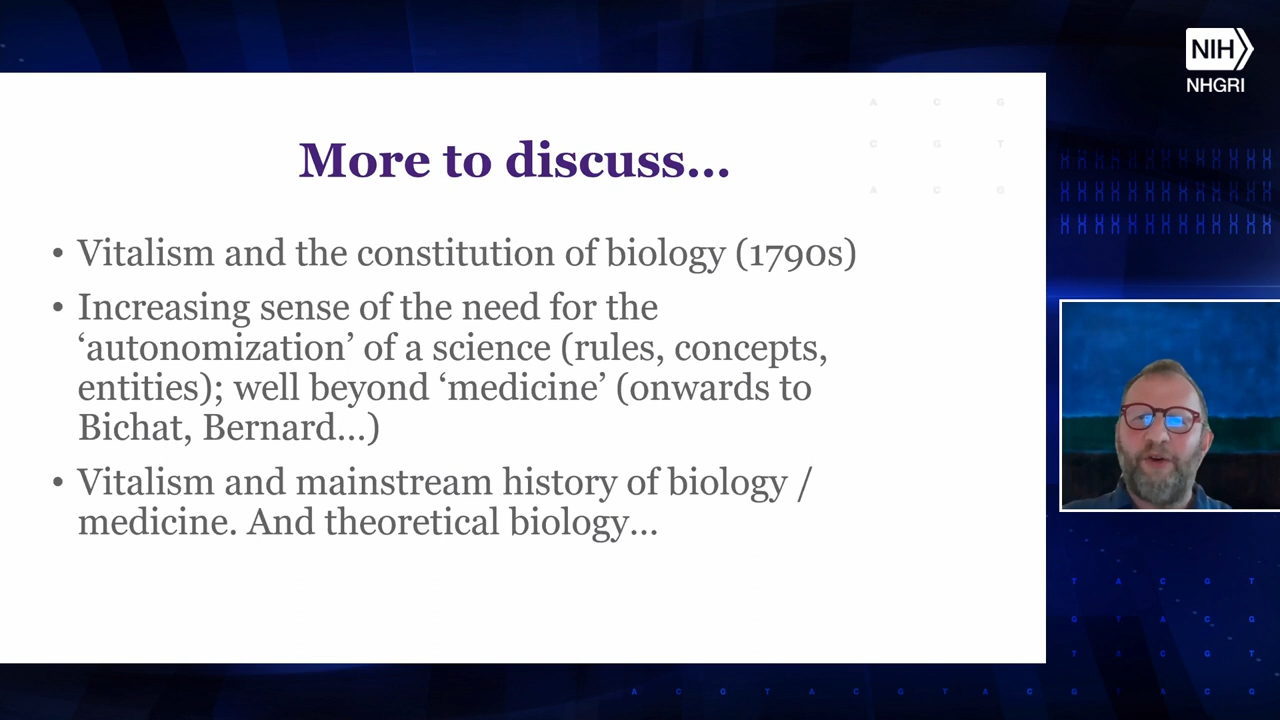 NIH
NHGRI
A C G
C G T
A C G
More to discuss...
• Vitalism and the constitution of biology (1790s)
• Increasing sense of the need for the
‘autonomization’ of a science (rules, concepts,
entities); well beyond ‘medicine’ (onwards to
Bichat, Bernard...)
• Vitalism and mainstream history of biology /
medicine. And theoretical biology...
T A C G T
G T A C G
T A C G T
A C G T A C G T A C G T A C G